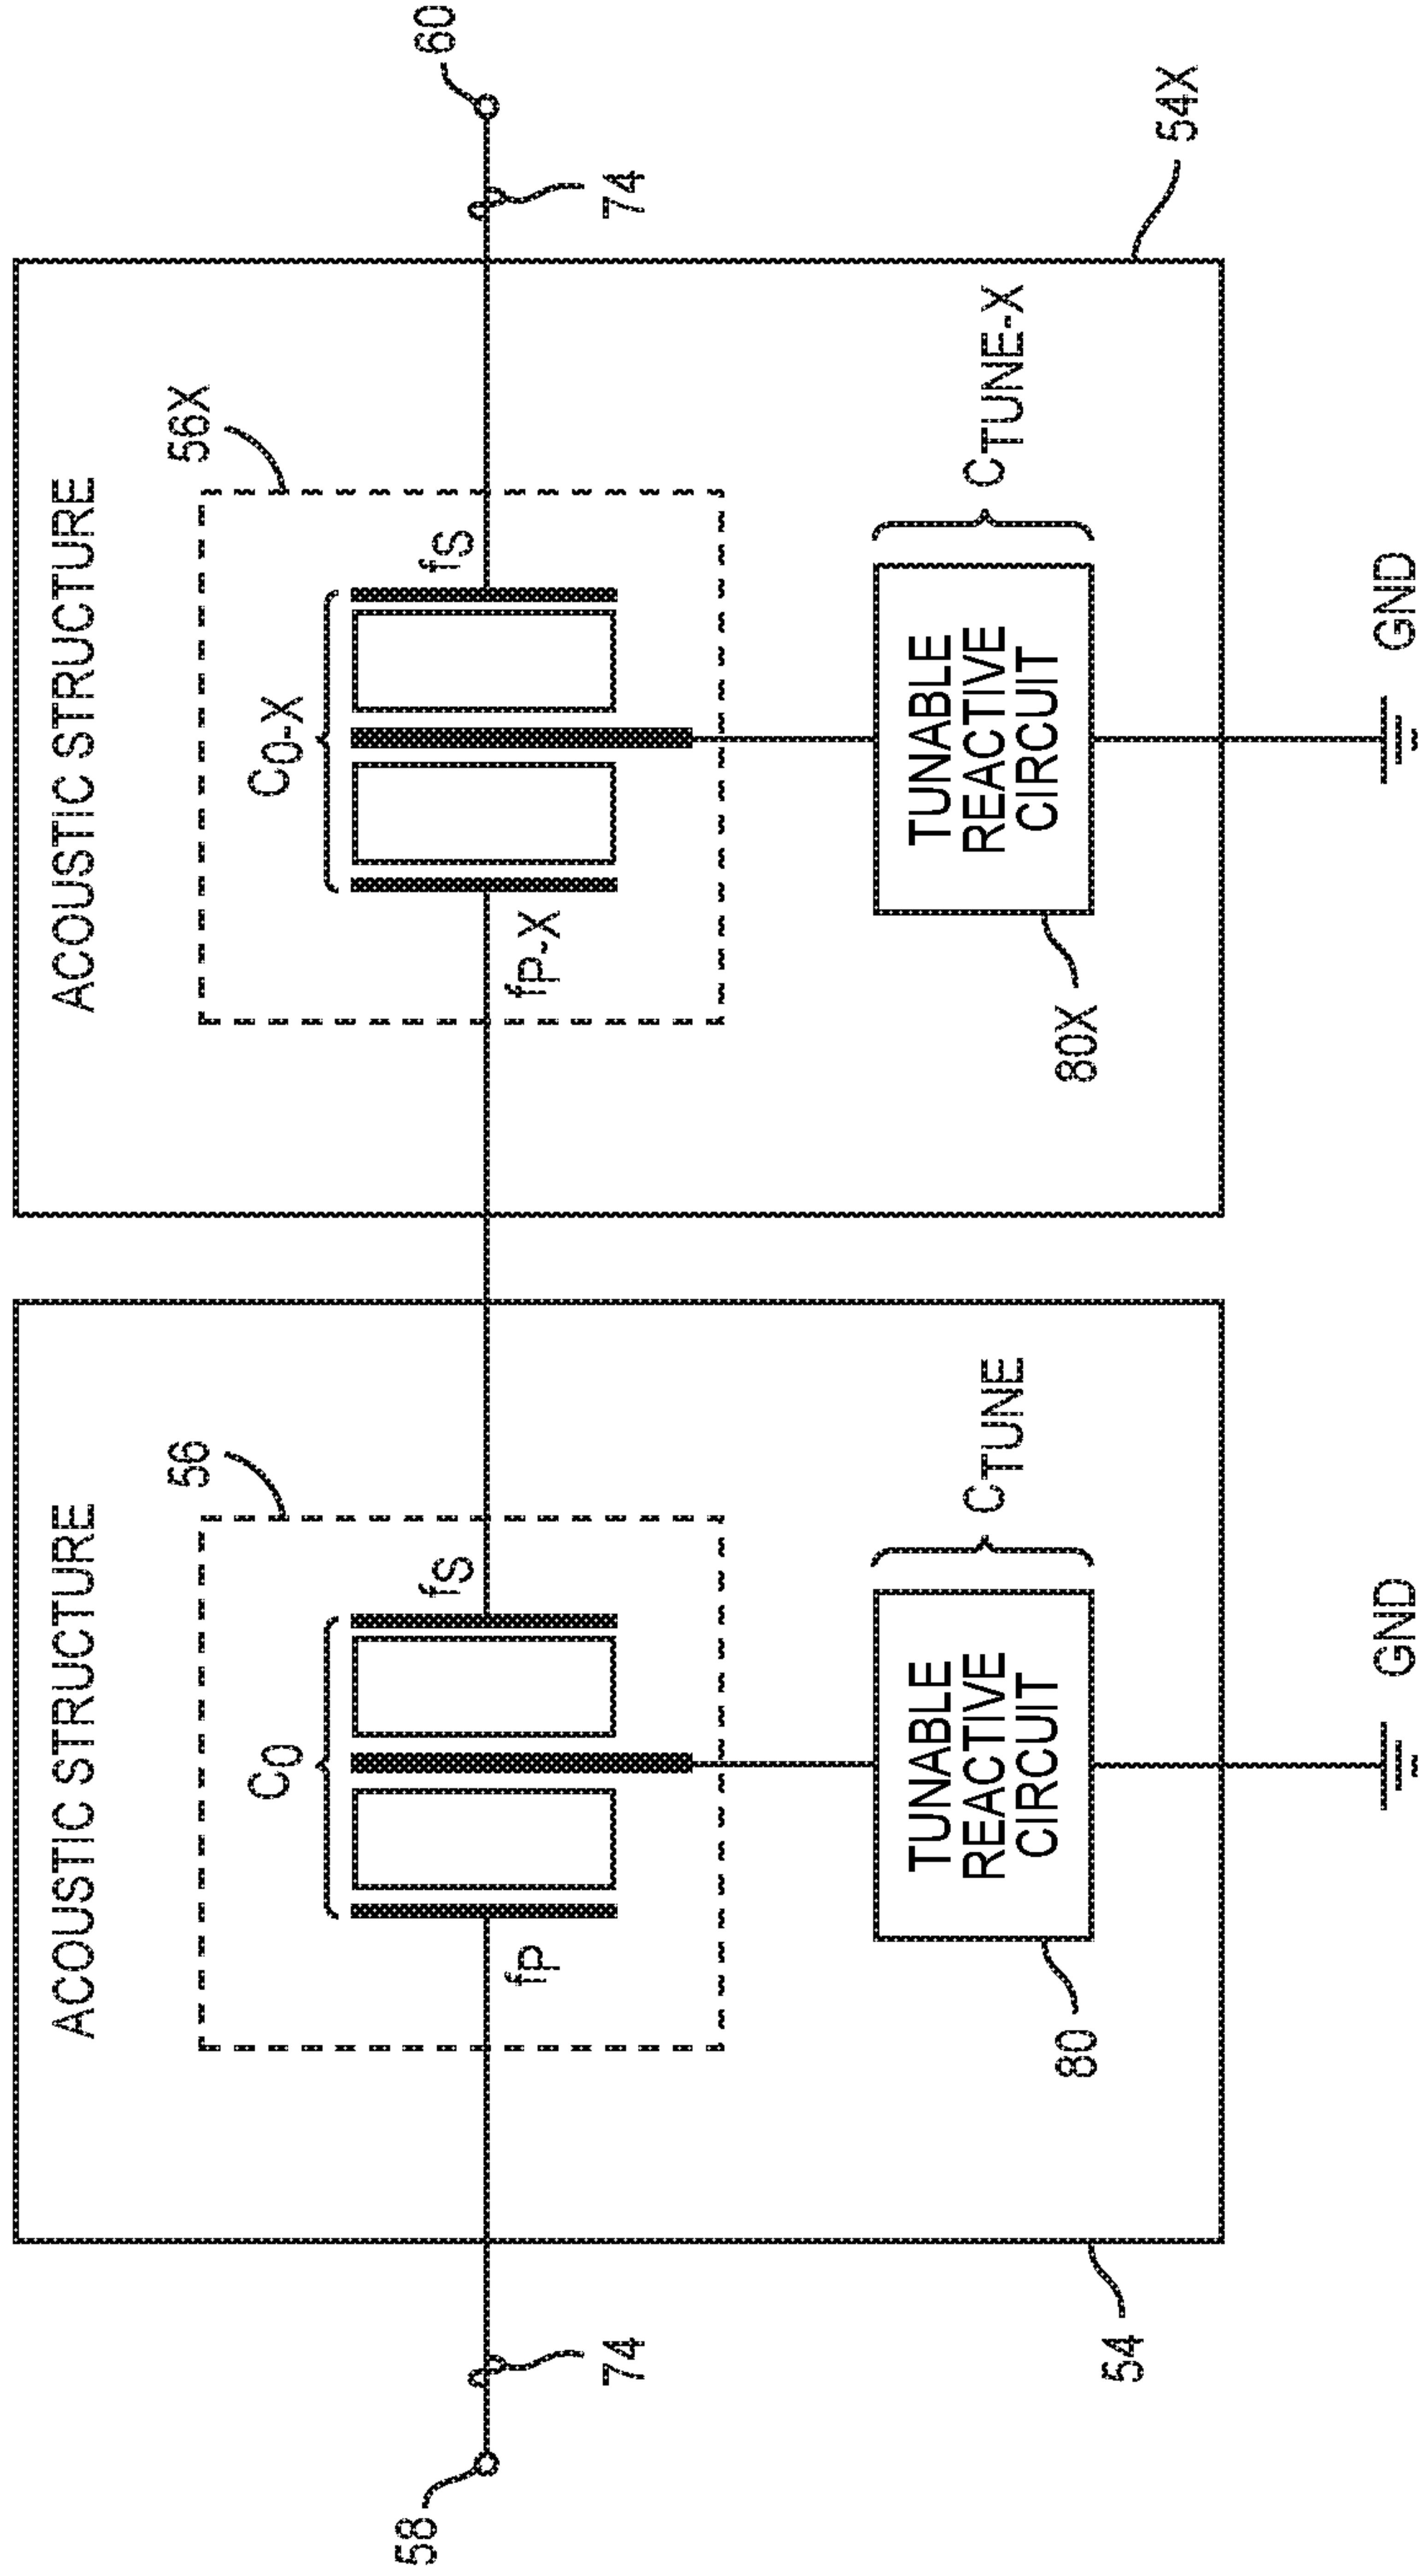 ACOUSTIC STRUCTURE
56
C0
fS
fP
TUNABLE
REACTIVE
CIRCUIT
CTUNE
80
GND
54
58
74
ACOUSTIC STRUCTURE
56X
C0-X
fS
fP-X
TUNABLE
REACTIVE
CIRCUIT
CTUNE-X
80X
GND
54X
74
60